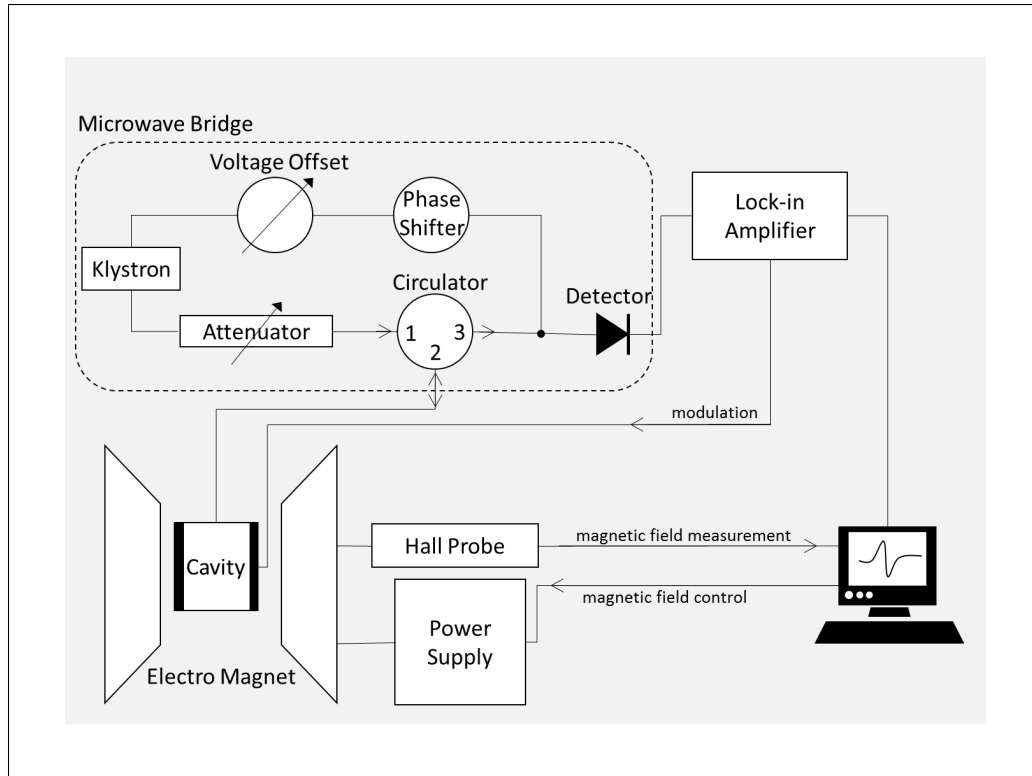 Microwave Bridge
Voltage Offset
Phase
Shifter
Lock-in
Amplifier
Klystron
Circulator
Detector
Attenuator
1
3
2
modulation
Hall Probe
magnetic field measurement
Cavity
magnetic field control
Power
Supply
Electro Magnet